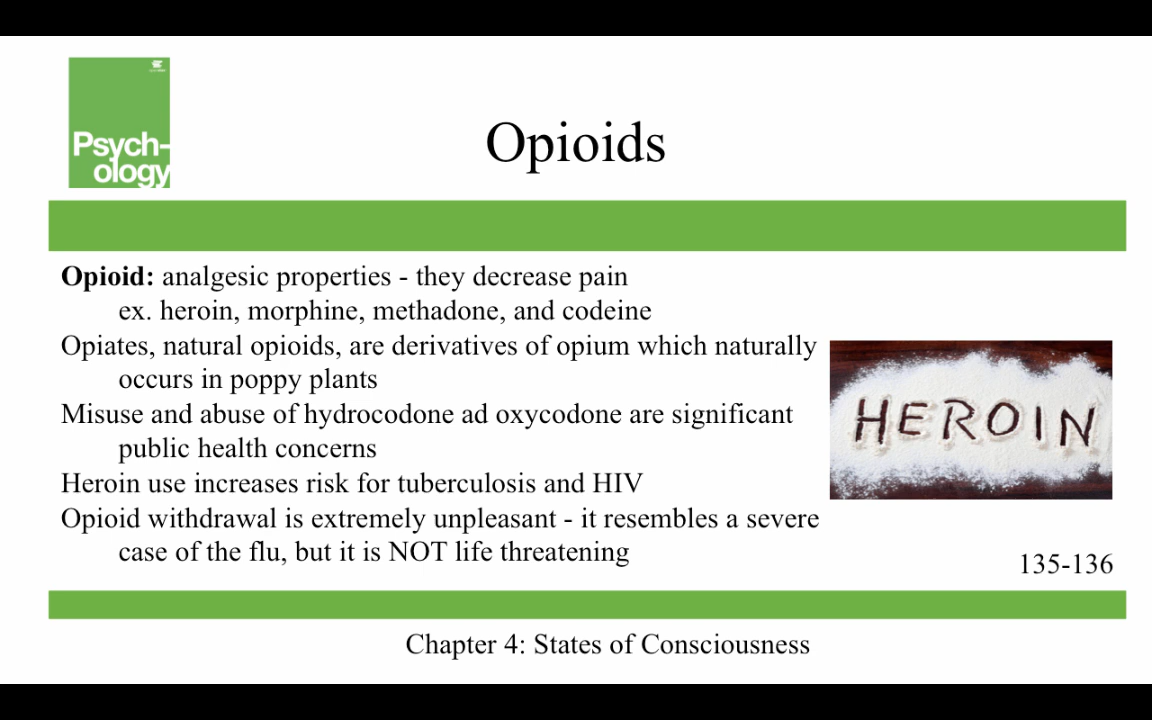 Psych-
ology
Opioids
Opioid: analgesic properties - they decrease pain
ex. heroin, morphine, methadone, and codeine
Opiates, natural opioids, are derivatives of opium which naturally
occurs in poppy plants
Misuse and abuse of hydrocodone ad oxycodone are significant
public health concerns
Heroin use increases risk for tuberculosis and HIV
Opioid withdrawal is extremely unpleasant - it resembles a severe
case of the flu, but it is NOT life threatening
HEROIN
135-136
Chapter 4: States of Consciousness